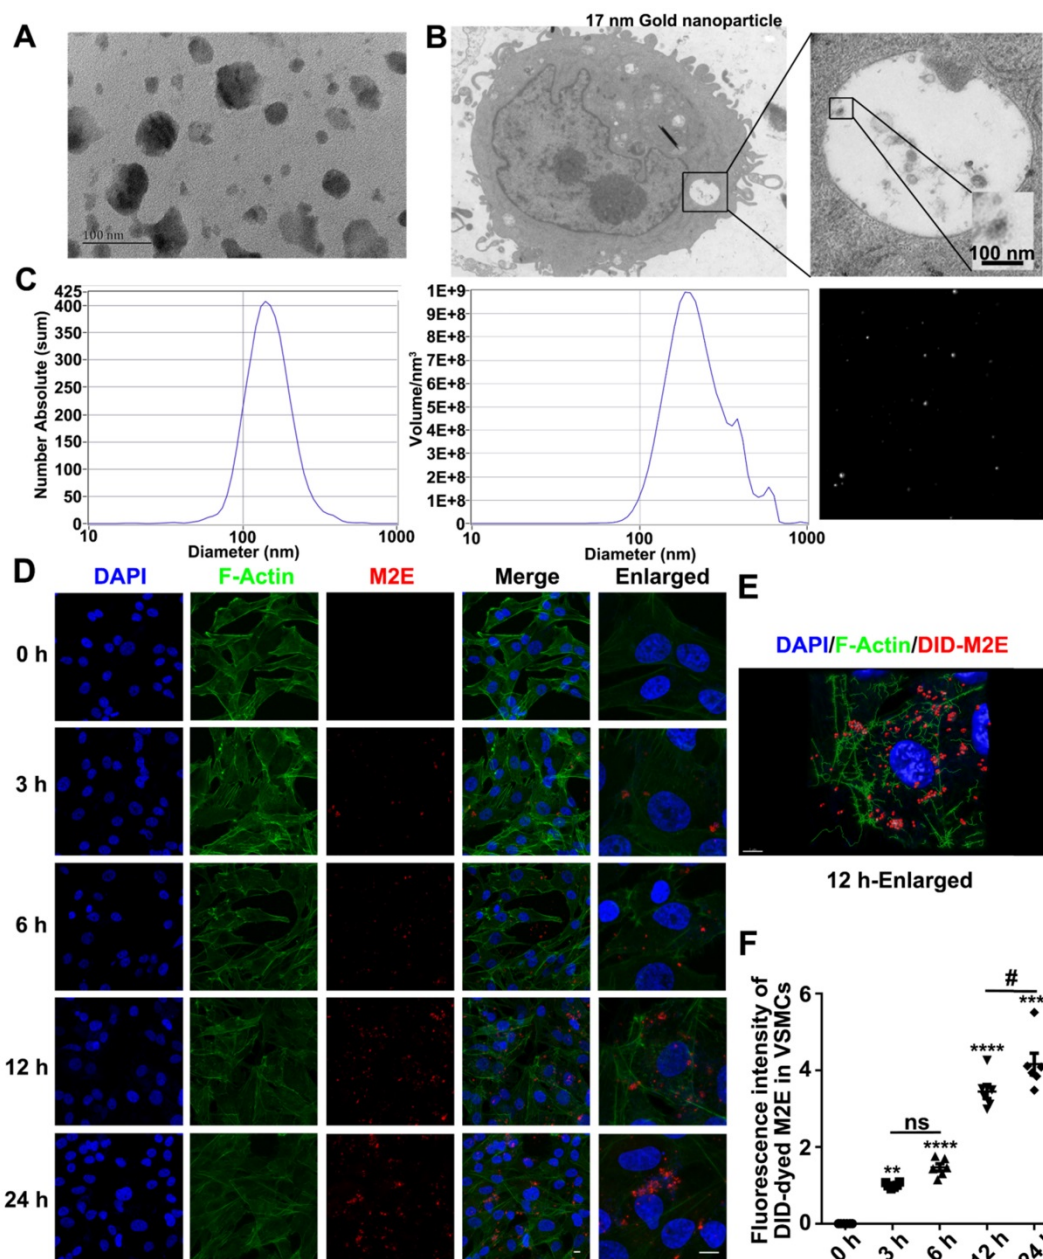 A
B
17 nm Gold nanoparticle
100 nm
100 nm
C
425
400
350
300
250
200
150
100
50
0
Number Absolute (sum)
10
100
1000
Diameter (nm)
1E+9
9E+8
8E+8
7E+8
6E+8
5E+8
4E+8
3E+8
2E+8
1E+8
0
Volume/nm³
10
100
1000
Diameter (nm)
D
DAPI F-Actin M2E Merge Enlarged
0 h
3 h
6 h
12 h
24 h
E
DAPI/F-Actin/DID-M2E
12 h-Enlarged
F
Fluorescence intensity of
DID-dyed M2E in VSMCs
6
4
2
0
#
***
****
ns
****
**
0 h
3 h
6 h
12 h